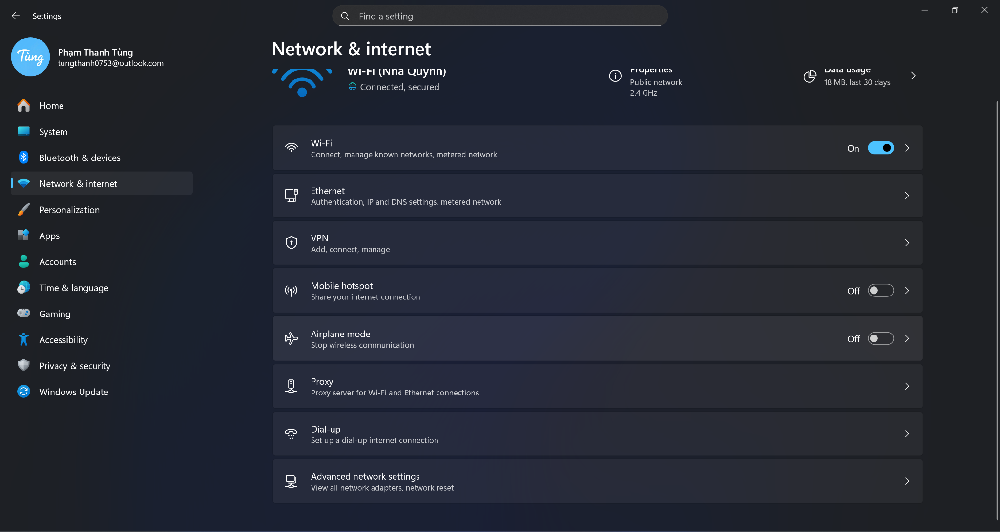 Settings
Find a setting
Tùng
Phạm Thanh Tùng
tungthanh0753@outlook.com
Home
System
Bluetooth & devices
Network & internet
Personalization
Apps
Accounts
Time & language
Gaming
Accessibility
Privacy & security
Windows Update
Network & internet
Wi-Fi (Nha Quynh)
Connected, secured
Properties
Public network
2.4 GHz
Data usage
18 MB, last 30 days
Wi-Fi
Connect, manage known networks, metered network
On
Ethernet
Authentication, IP and DNS settings, metered network
VPN
Add, connect, manage
Mobile hotspot
Share your internet connection
Off
Airplane mode
Stop wireless communication
Off
Proxy
Proxy server for Wi-Fi and Ethernet connections
Dial-up
Set up a dial-up internet connection
Advanced network settings
View all network adapters, network reset